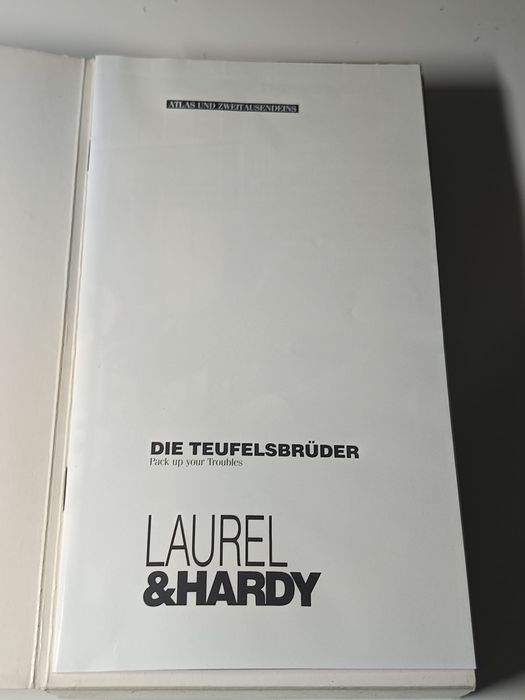 ATLAS UND ZWEITAUSENDEINS
DIE TEUFELSBRÜDER
Pack up your Troubles
LAUREL
&HARDY